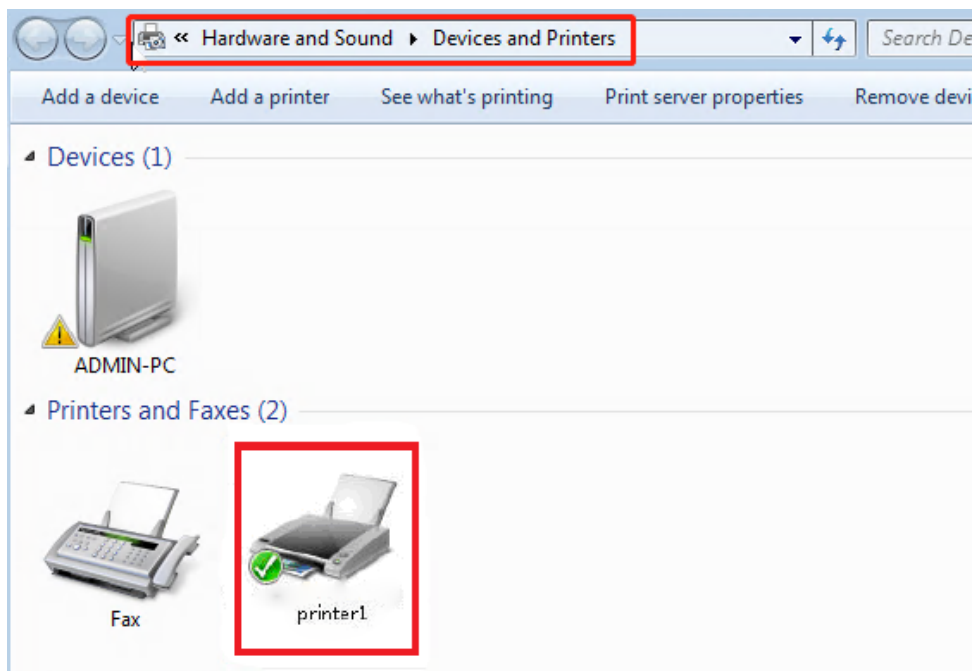 « Hardware and Sound ▸ Devices and Printers Search De
Add a device Add a printer See what's printing Print server properties Remove devi
Devices (1)
ADMIN-PC
Printers and Faxes (2)
Fax printer1